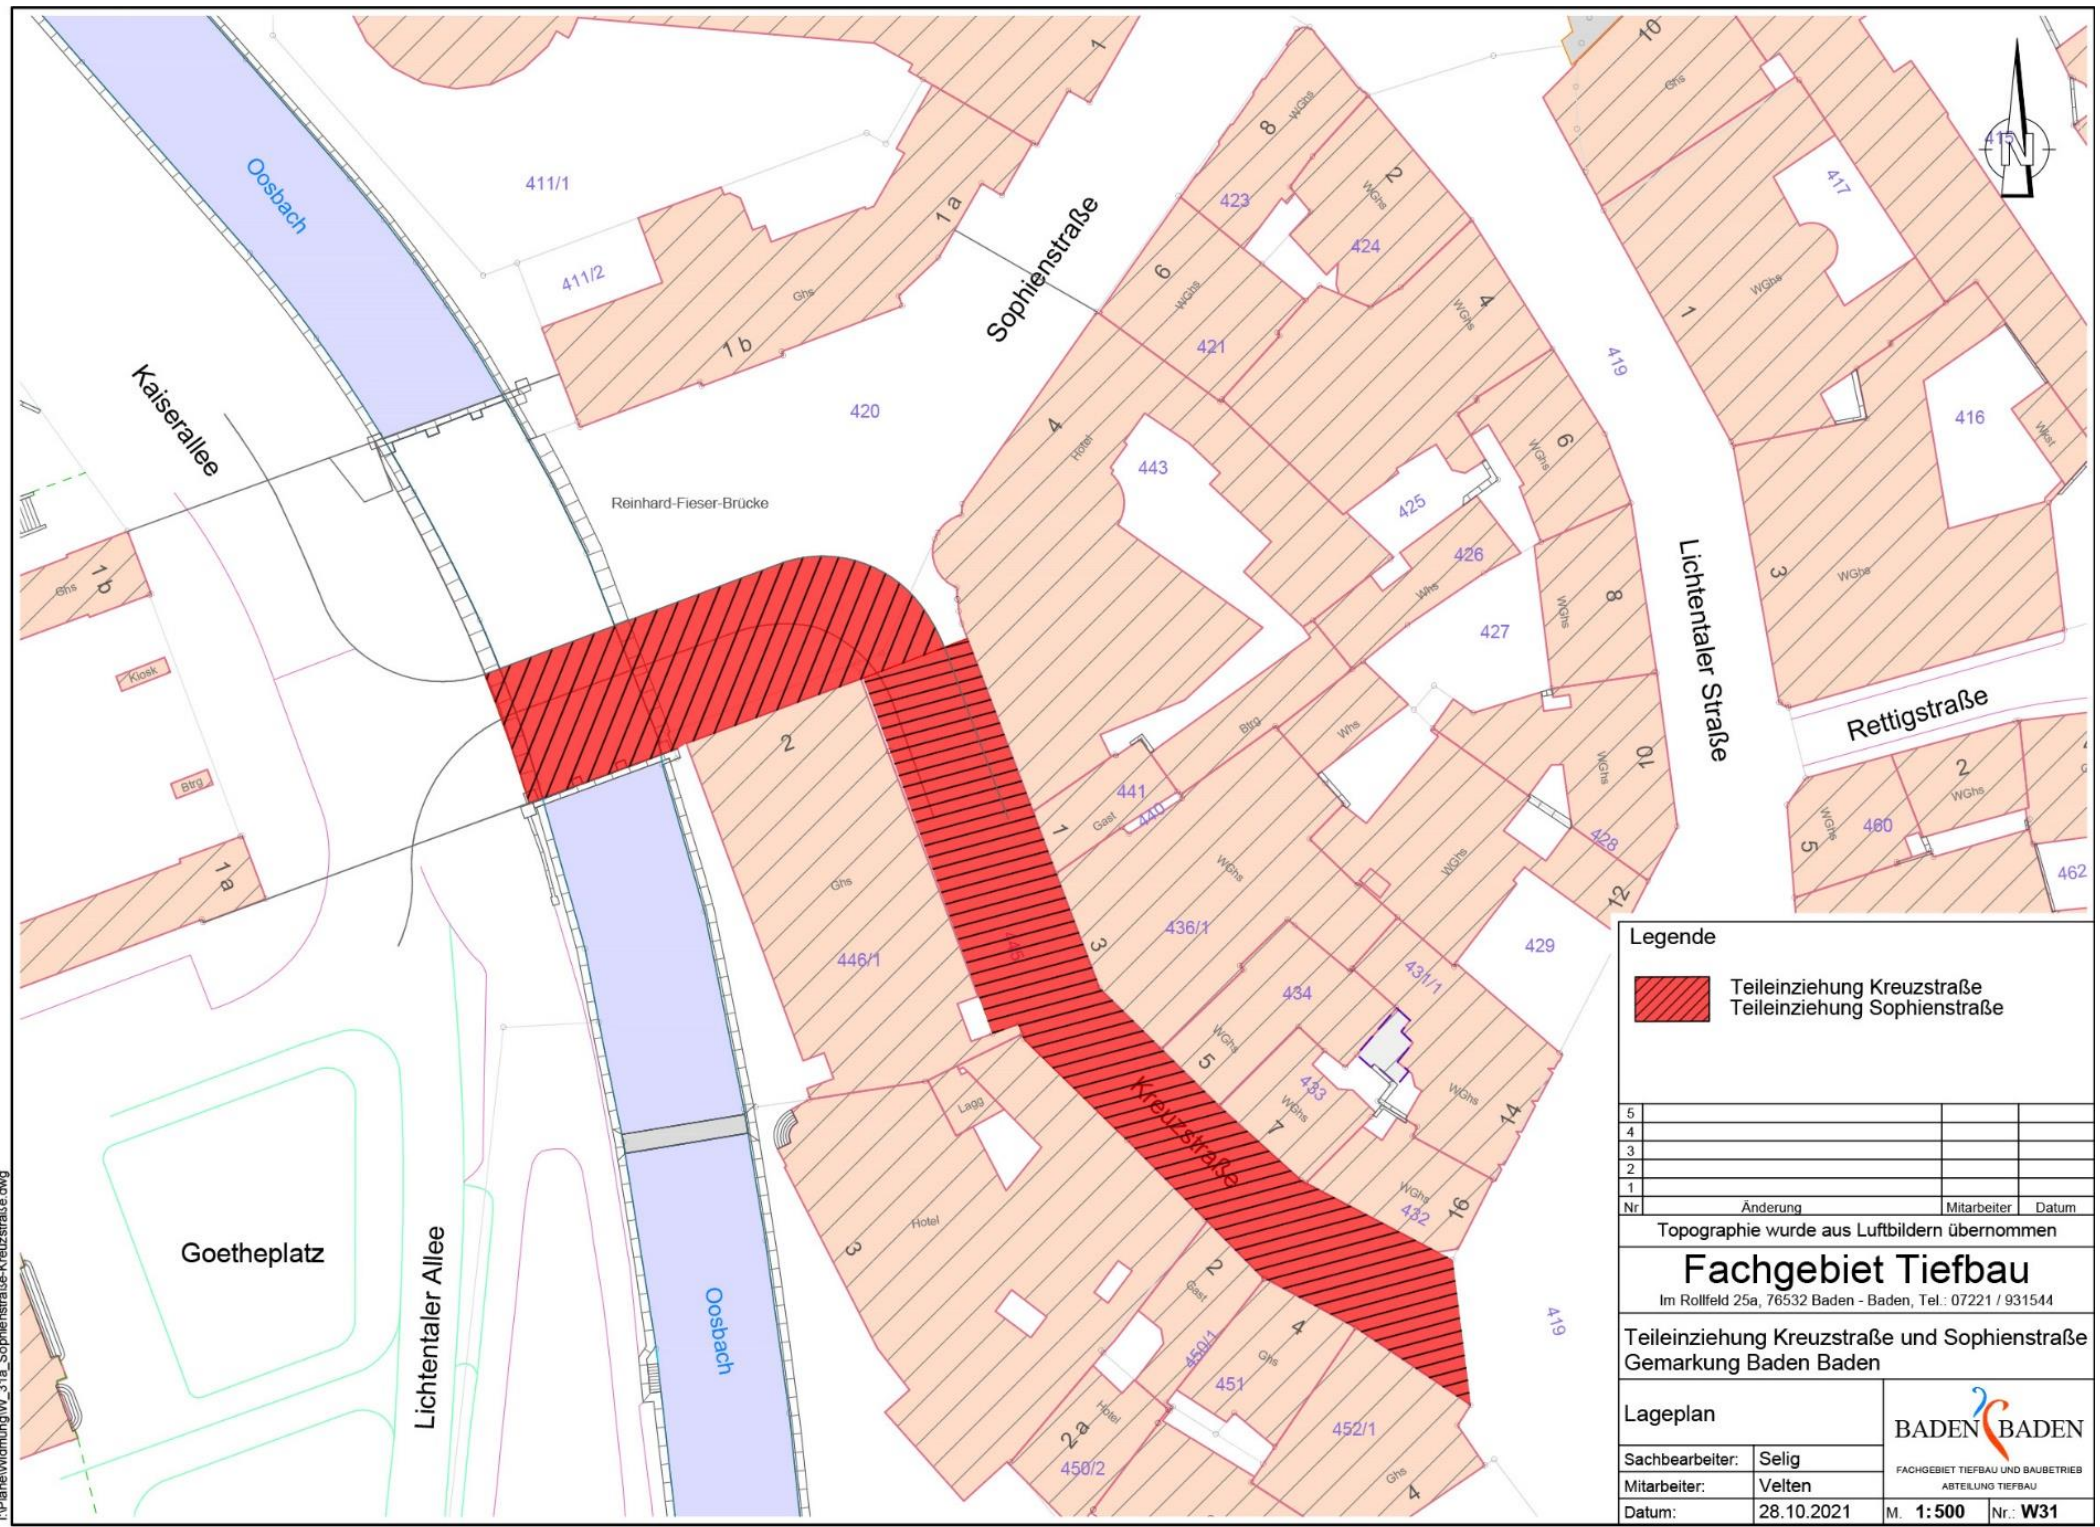 Oosbach
411/1
411/2
Ghs
1 b
1 a
1
Sophienstraße
420
Kaiserallee
Reinhard-Fieser-Brücke
8
WGhs
423
2
WGhs
424
6
WGhs
421
4
WGhs
4
Hotel
443
425
6
WGhs
426
Whs
427
8
WGhs
419
Lichtentaler Straße
10
Ghs
415
417
N
1
WGhs
416
Wkst
3
WGhs
Rettigstraße
2
WGhs
5
WGhs
460
462
Ghs
1 b
Kiosk
Btrg
1 a
2
Ghs
446/1
445
441
440
Gast
1
Btrg
Whs
WGhs
10
428
WGhs
12
WGhs
436/1
3
429
434
431/1
WGhs
5
433
WGhs
7
WGhs
14
WGhs
432
16
Kreuzstraße
Lagg
Hotel
3
2
Gast
450/1
4
Ghs
451
452/1
Ghs
4
Hotel
2 a
450/2
419
Goetheplatz
Lichtentaler Allee
Oosbach
Legende
Teileinziehung Kreuzstraße
Teileinziehung Sophienstraße
5
4
3
2
1
Nr Änderung Mitarbeiter Datum
Topographie wurde aus Luftbildern übernommen
Fachgebiet Tiefbau
Im Rollfeld 25a, 76532 Baden - Baden, Tel.: 07221 / 931544
Teileinziehung Kreuzstraße und Sophienstraße
Gemarkung Baden Baden
Lageplan
BADEN BADEN
FACHGEBIET TIEFBAU UND BAUBETRIEB
ABTEILUNG TIEFBAU
Sachbearbeiter: Selig
Mitarbeiter: Velten
Datum: 28.10.2021 M. 1:500 Nr.: W31